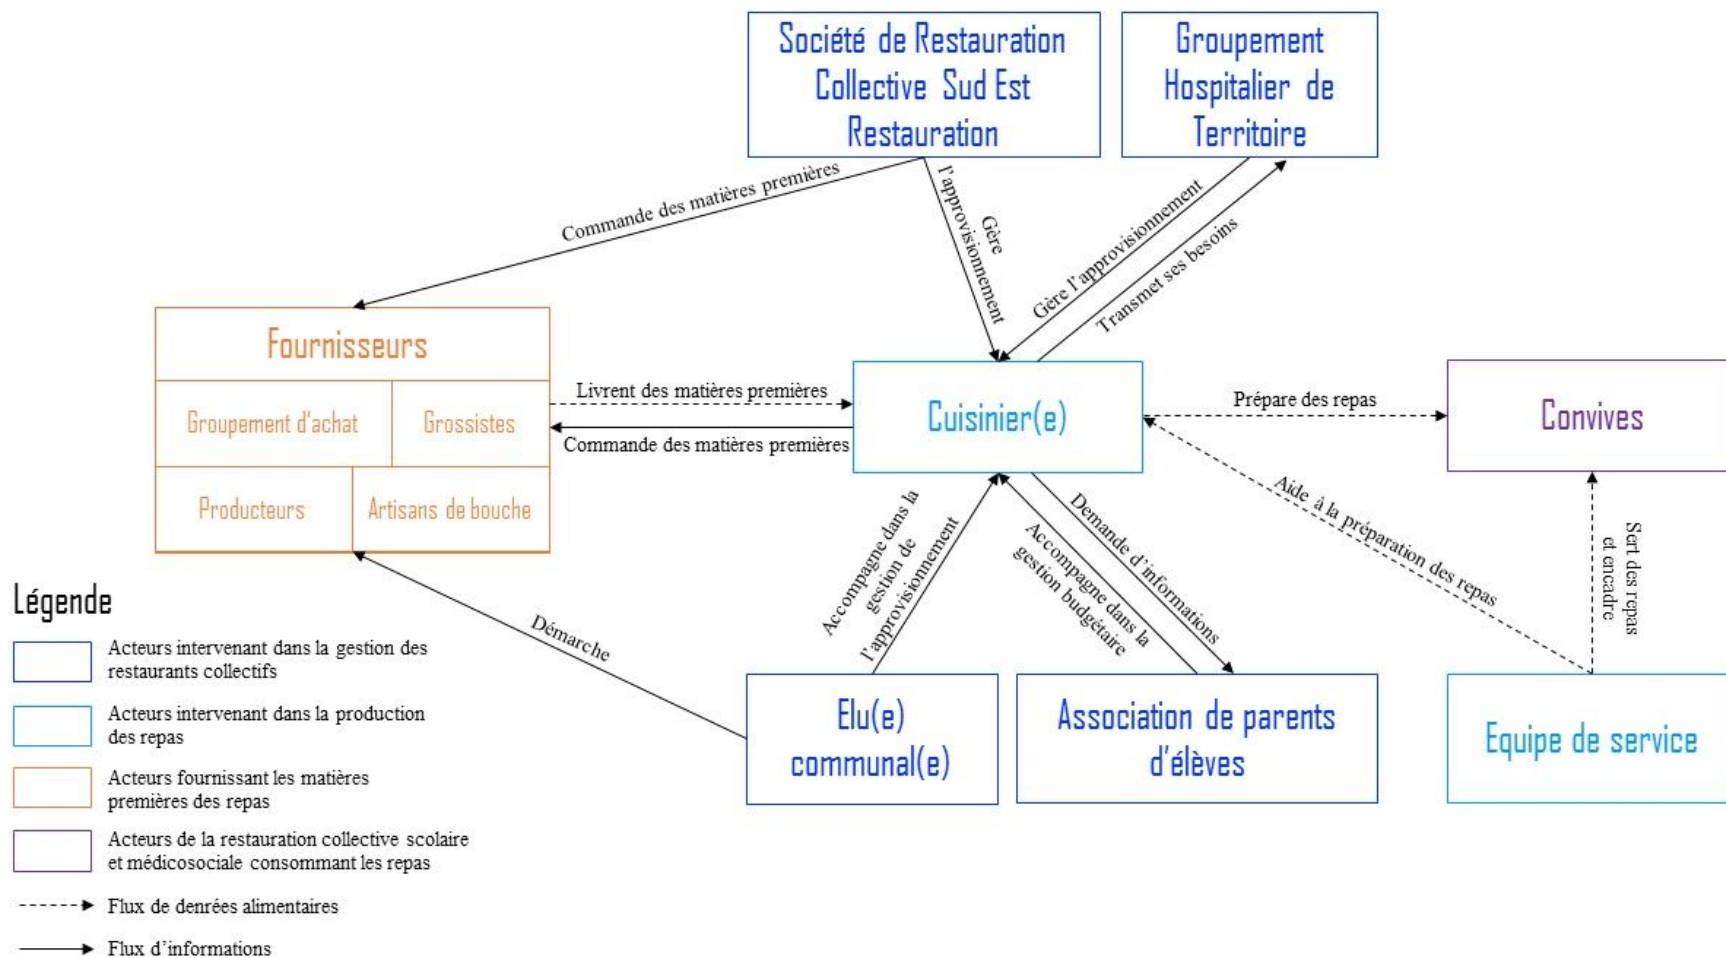 Société de Restauration
Collective Sud Est
Restauration
Groupement
Hospitalier de
Territoire
Commande des matières premières
Gère
l'approvisionnement
Gère l'approvisionnement
Transmet ses besoins
Fournisseurs
Groupement d'achat
Grossistes
Producteurs
Artisans de bouche
Livrent des matières premières
Commande des matières premières
Cuisinier(e)
Prépare des repas
Convives
Accompagne dans la
gestion de
l'approvisionnement
Demande d'informations
Accompagne dans la
gestion budgétaire
Aide à la préparation des repas
Sert des repas
et encadre
Démarche
Elu(e)
communal(e)
Association de parents
d'élèves
Equipe de service
Légende
Acteurs intervenant dans la gestion des
restaurants collectifs
Acteurs intervenant dans la production
des repas
Acteurs fournissant les matières
premières des repas
Acteurs de la restauration collective scolaire
et médicosociale consommant les repas
Flux de denrées alimentaires
Flux d'informations